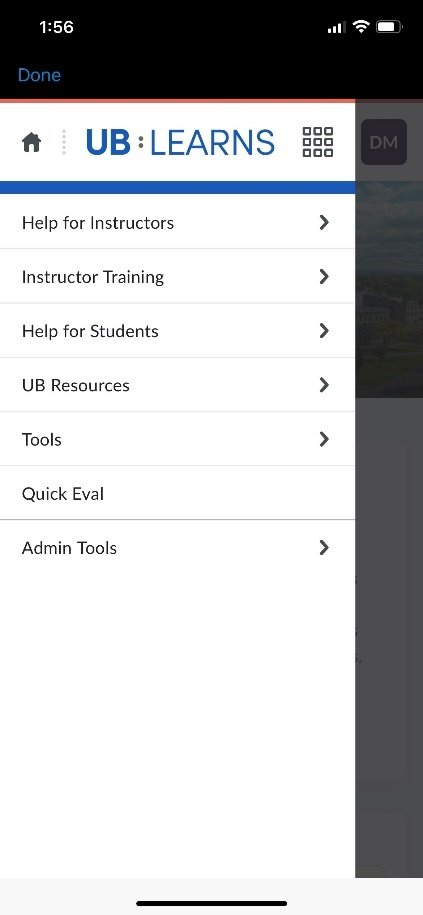 1:56
Done
UB : LEARNS
DM
Help for Instructors
Instructor Training
Help for Students
UB Resources
Tools
Quick Eval
Admin Tools